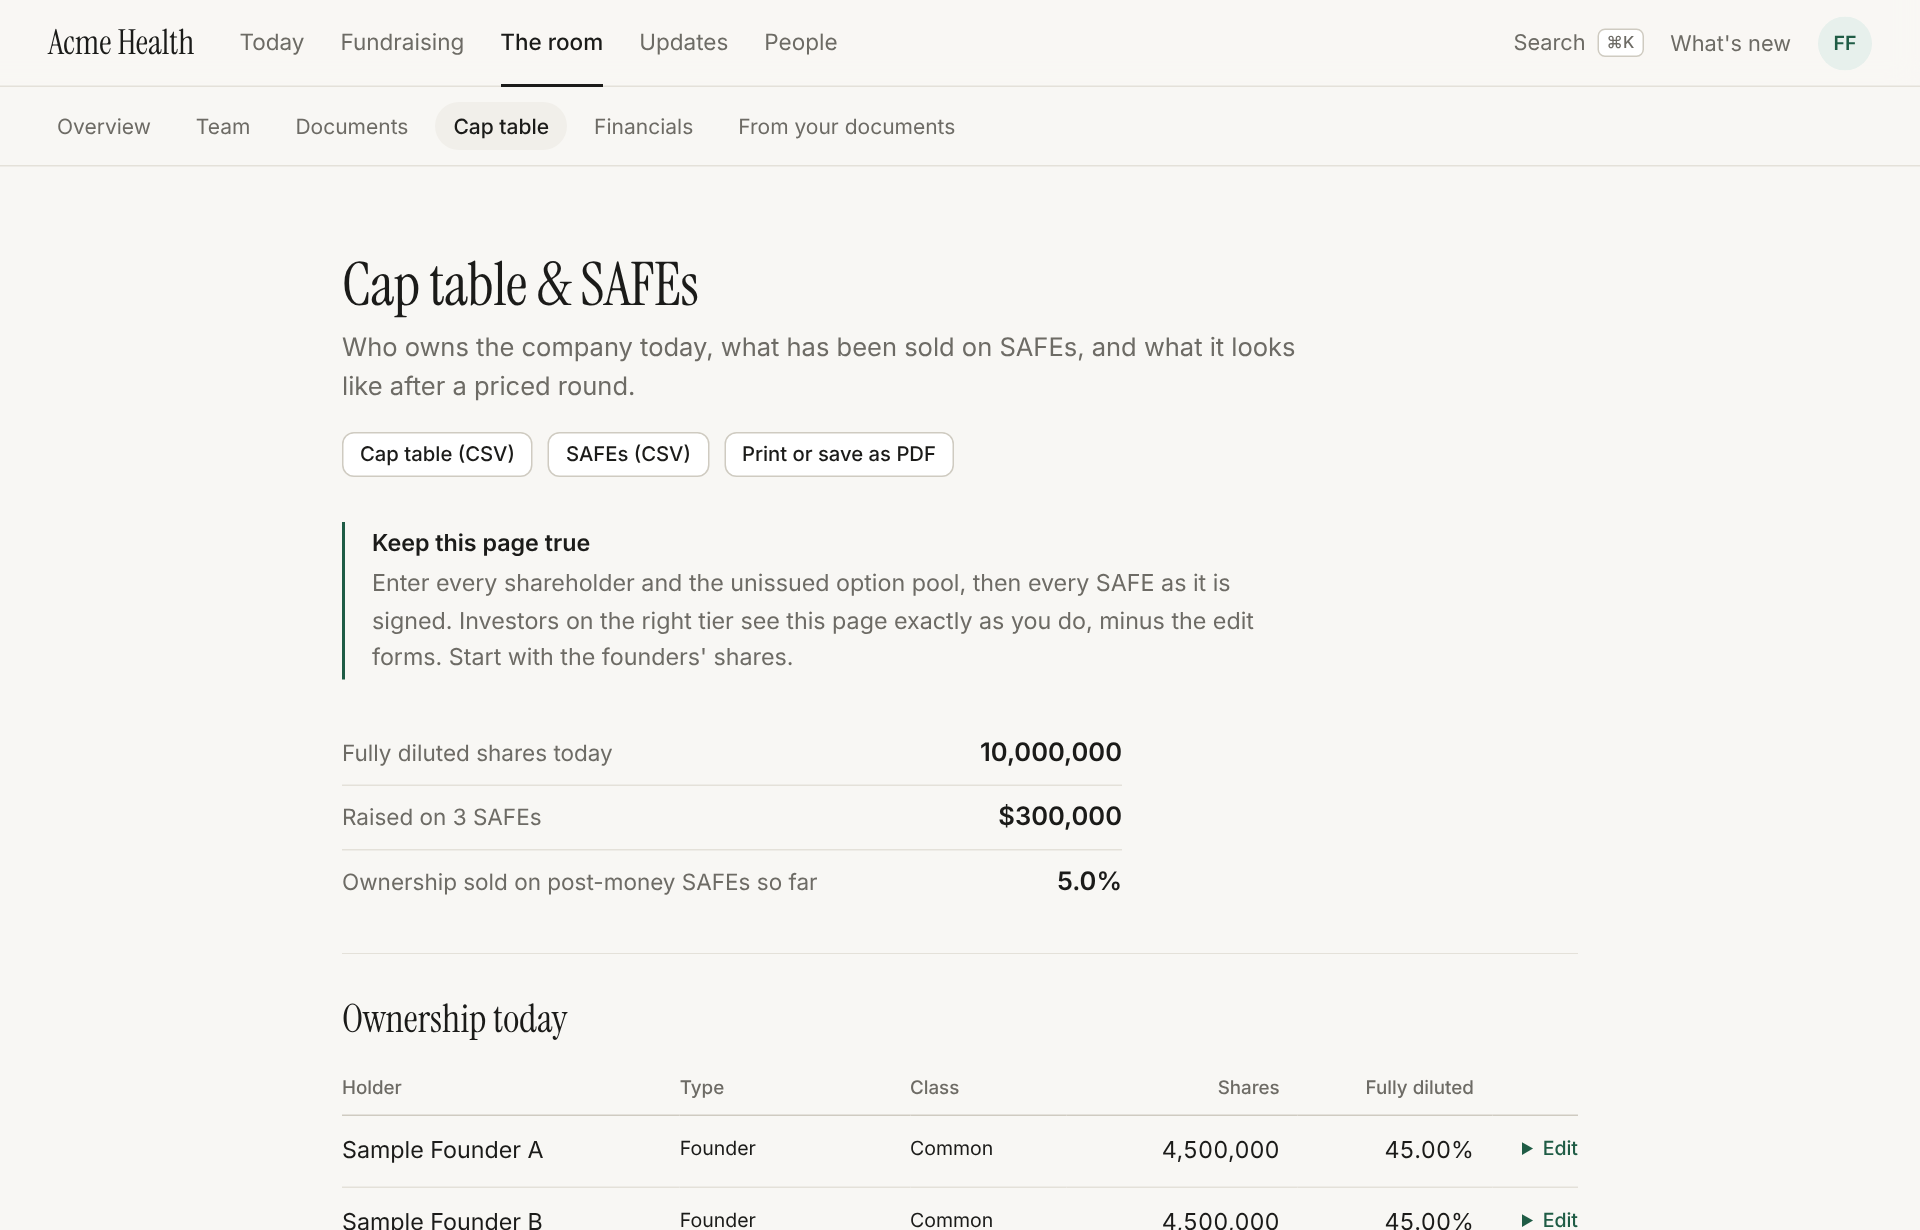 Acme Health
Today
Fundraising
The room
Updates
People
Search ⌘K
What's new
FF
Overview
Team
Documents
Cap table
Financials
From your documents
Cap table & SAFEs
Who owns the company today, what has been sold on SAFEs, and what it looks
like after a priced round.
Cap table (CSV)
SAFEs (CSV)
Print or save as PDF
Keep this page true
Enter every shareholder and the unissued option pool, then every SAFE as it is
signed. Investors on the right tier see this page exactly as you do, minus the edit
forms. Start with the founders' shares.
Fully diluted shares today 10,000,000
Raised on 3 SAFEs $300,000
Ownership sold on post-money SAFEs so far 5.0%
Ownership today
Holder Type Class Shares Fully diluted
Sample Founder A Founder Common 4,500,000 45.00% ▶ Edit
Sample Founder B Founder Common 4,500,000 45.00% ▶ Edit